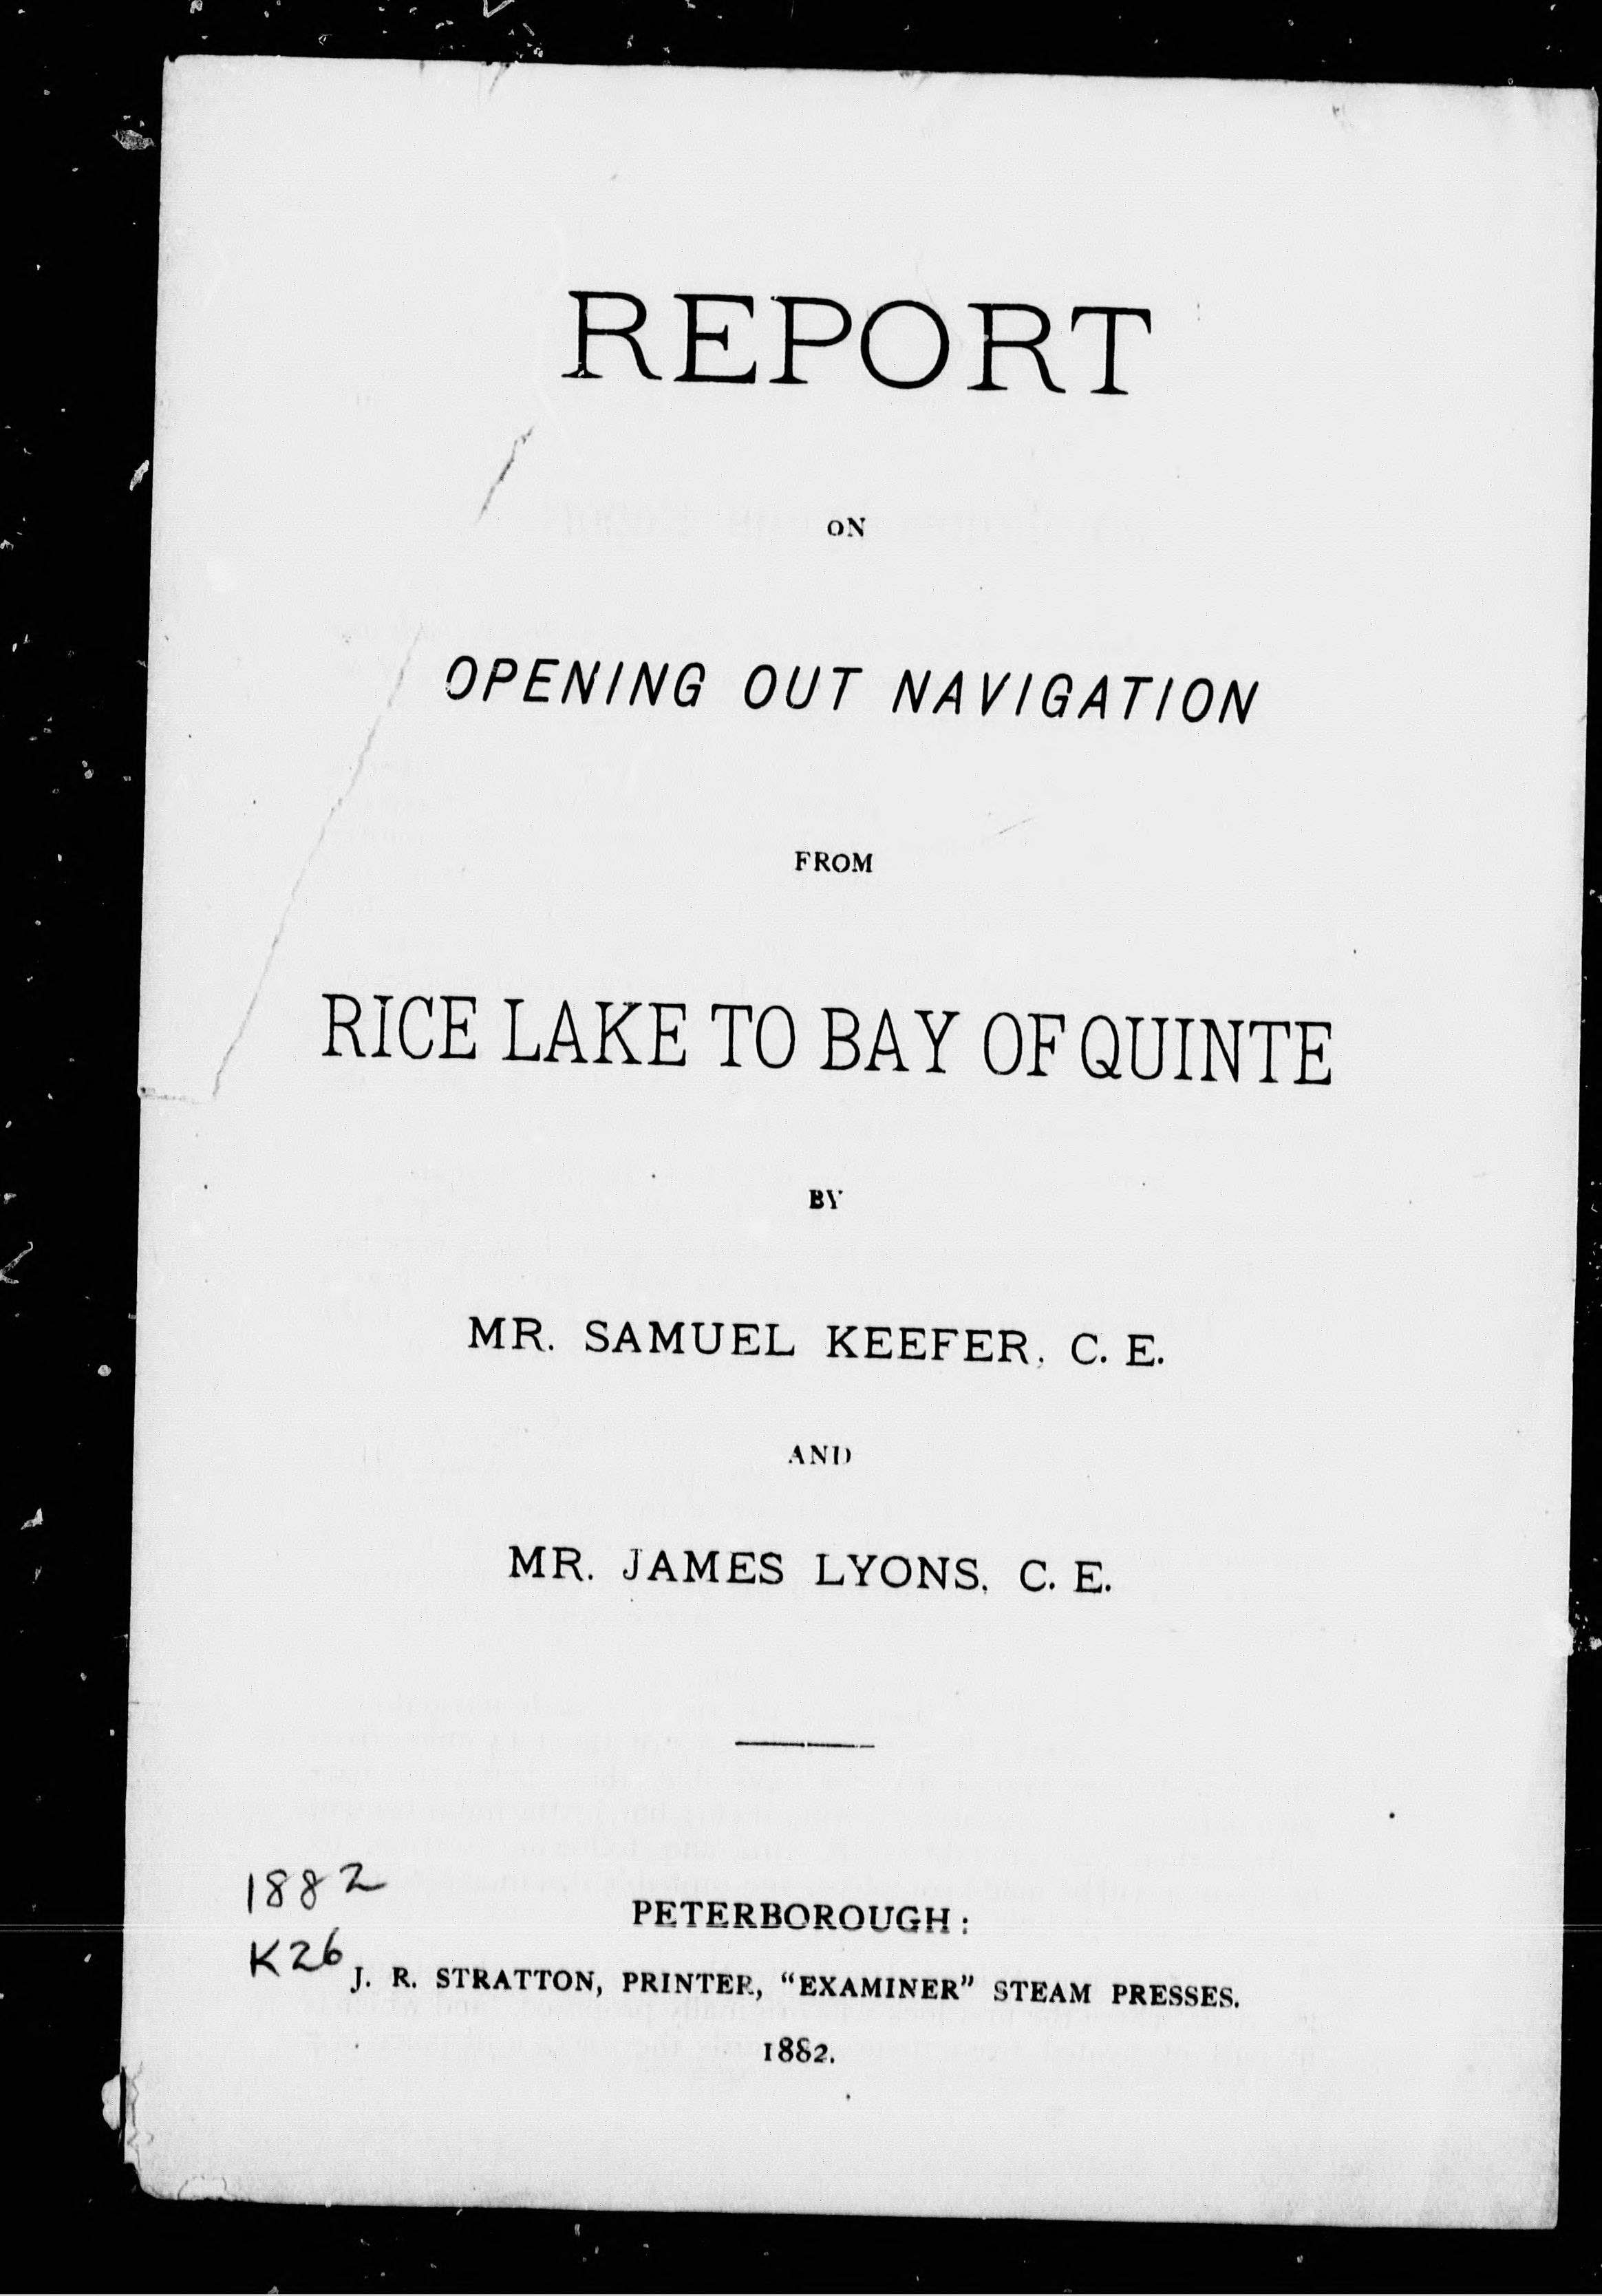 REPORT
ON
OPENING OUT NAVIGATION
FROM
RICE LAKE TO BAY OF QUINTE
BY
MR. SAMUEL KEEFER, C. E.
AND
MR. JAMES LYONS, C. E.
1882
K26
PETERBOROUGH:
J. R. STRATTON, PRINTER, "EXAMINER" STEAM PRESSES.
1882.